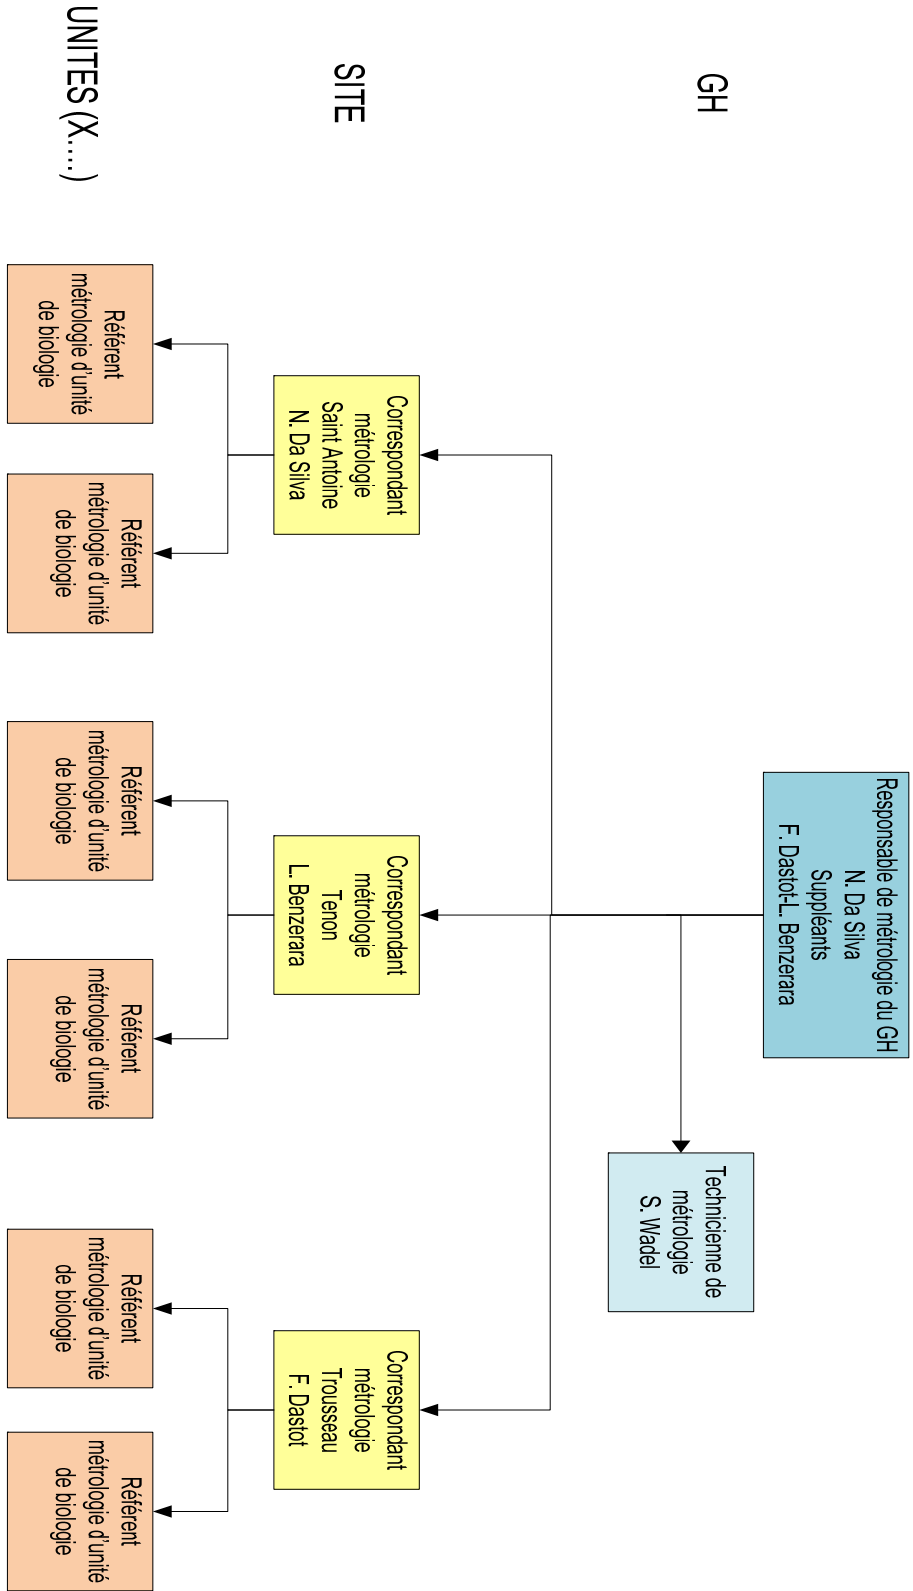 GH
Responsable de métrologie du GH
N. Da Silva
Suppléants
F. Dastot-L. Benzerara
Technicienne de
métrologie
S. Wadel
SITE
Correspondant
métrologie
Saint Antoine
N. Da Silva
Correspondant
métrologie
Tenon
L. Benzerara
Correspondant
métrologie
Trousseau
F. Dastot
UNITES (X....)
Référent
métrologie d'unité
de biologie
Référent
métrologie d'unité
de biologie
Référent
métrologie d'unité
de biologie
Référent
métrologie d'unité
de biologie
Référent
métrologie d'unité
de biologie
Référent
métrologie d'unité
de biologie